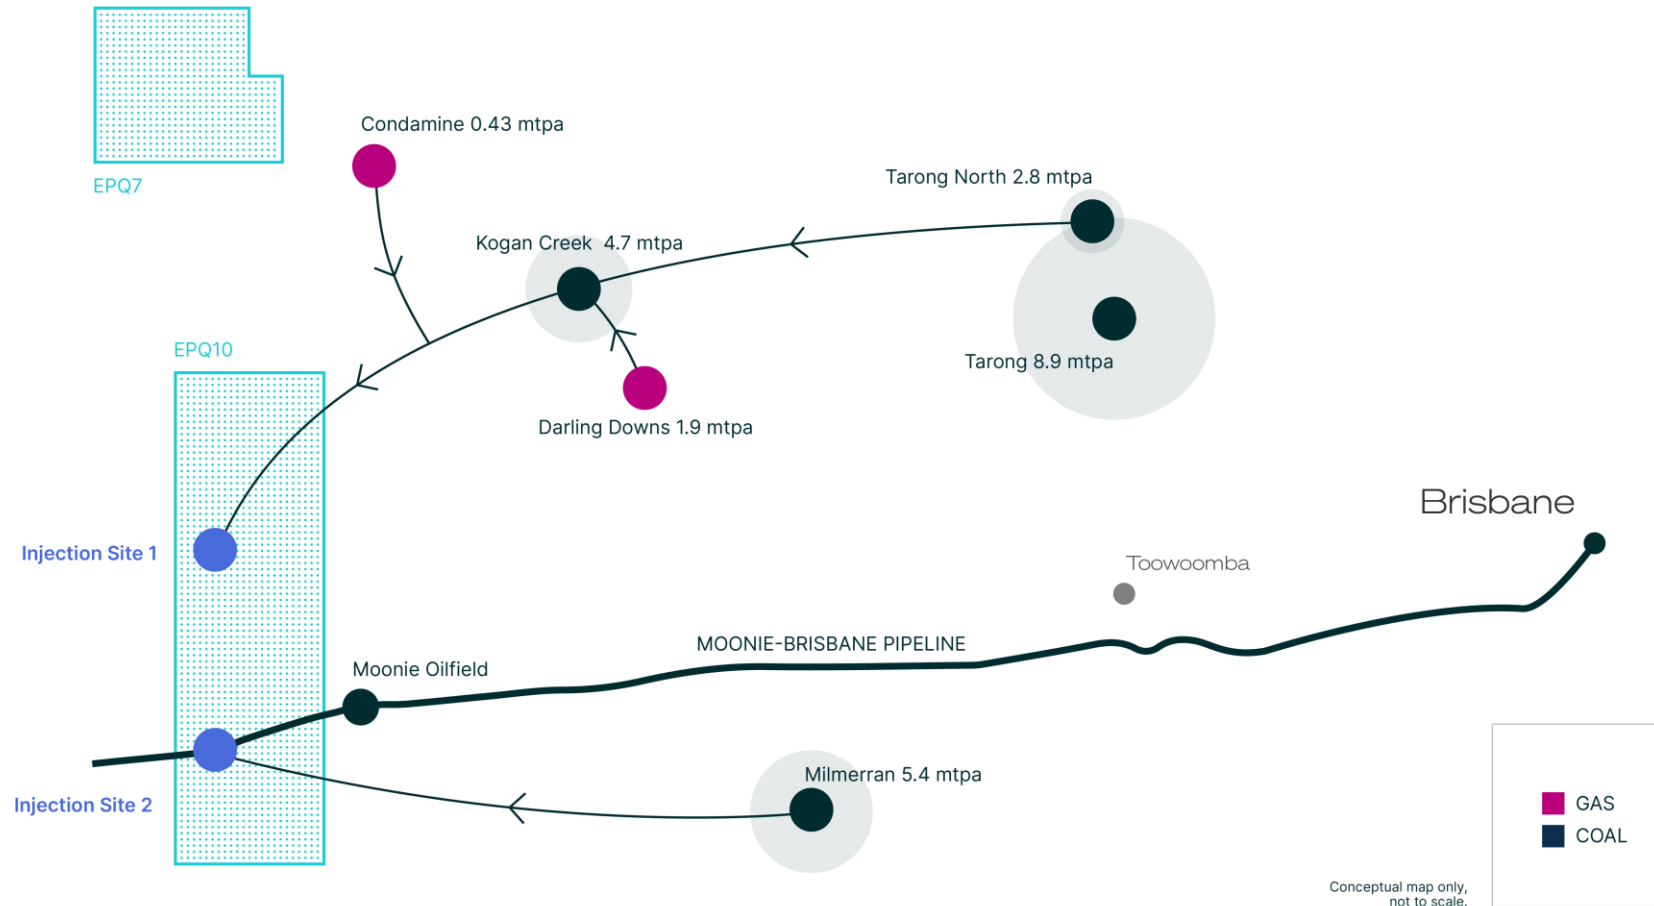 Condamine 0.43 mtpa
EPQ7
Tarong North 2.8 mtpa
Kogan Creek 4.7 mtpa
EPQ10
Tarong 8.9 mtpa
Darling Downs 1.9 mtpa
Brisbane
Injection Site 1
Toowoomba
MOONIE-BRISBANE PIPELINE
Moonie Oilfield
Milmerran 5.4 mtpa
Injection Site 2
GAS
COAL
Conceptual map only,
not to scale.